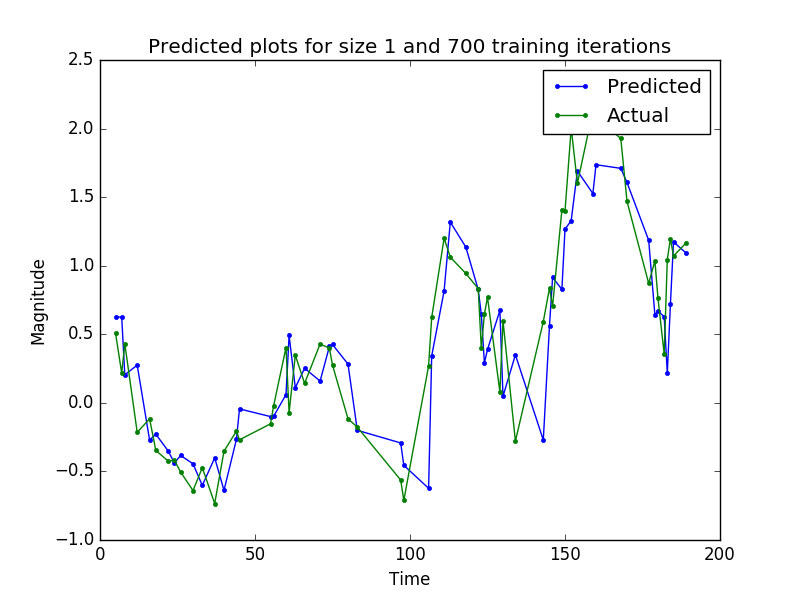 Predicted plots for size 1 and 700 training iterations
2.5
2.0
1.5
1.0
0.5
0.0
−0.5
−1.0
Magnitude
Predicted
Actual
0 50 100 150 200
Time